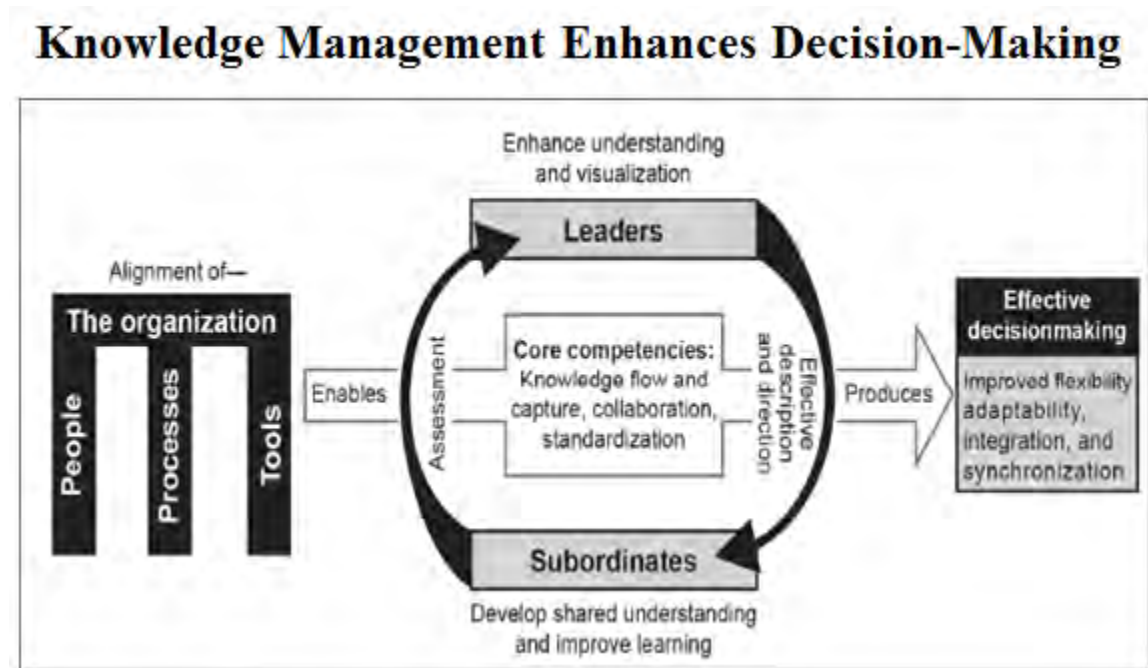 Knowledge Management Enhances Decision-Making
Alignment of—
The organization
People
Processes
Tools
Enables
Assessment
Enhance understanding
and visualization
Leaders
Core competencies:
Knowledge flow and
capture, collaboration,
standardization
Effective
description
and direction
Subordinates
Develop shared understanding
and improve learning
Produces
Effective
decisionmaking
Improved flexibility
adaptability,
integration, and
synchronization